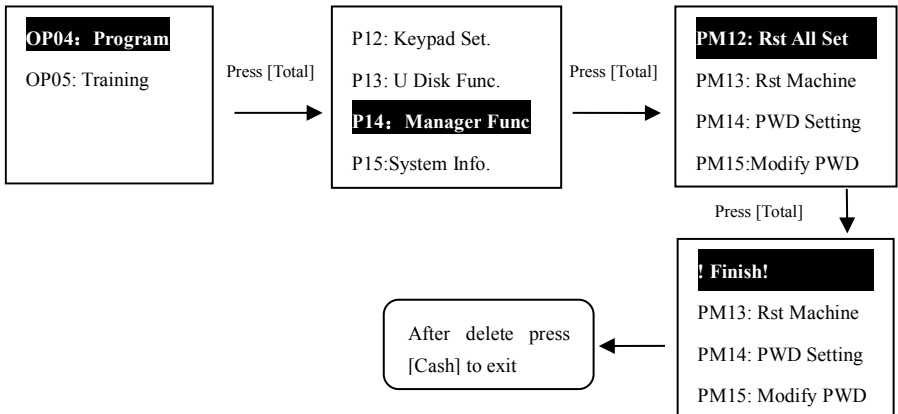 OP04：Program
OP05: Training
Press [Total]
P12: Keypad Set.
P13: U Disk Func.
P14：Manager Func
P15:System Info.
Press [Total]
PM12: Rst All Set
PM13: Rst Machine
PM14: PWD Setting
PM15:Modify PWD
Press [Total]
! Finish!
PM13: Rst Machine
PM14: PWD Setting
PM15: Modify PWD
After delete press
[Cash] to exit